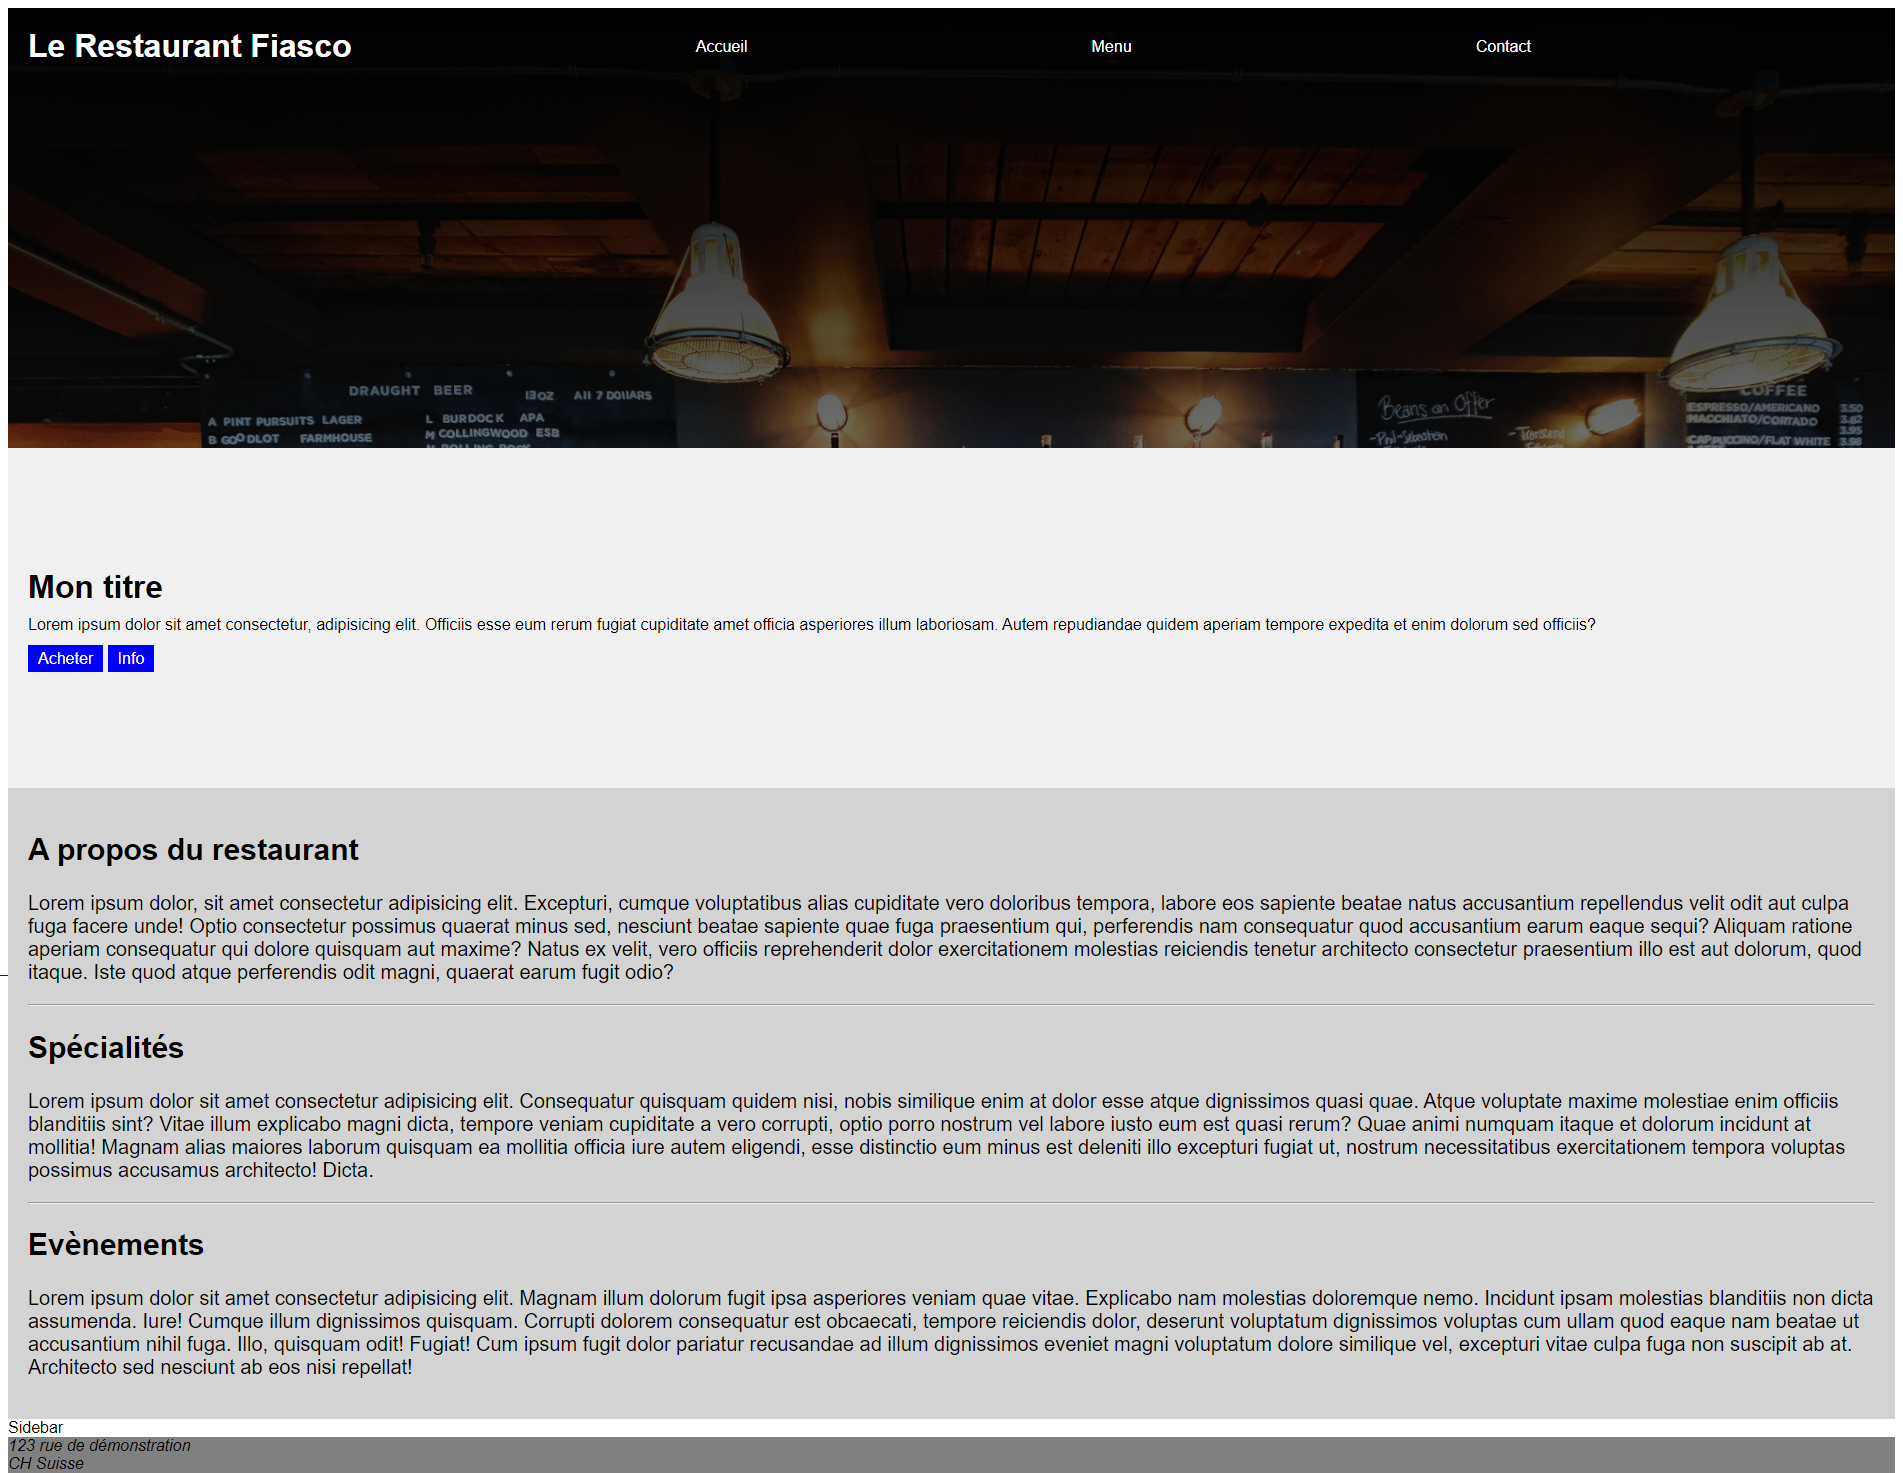 Le Restaurant Fiasco
Accueil
Menu
Contact
DRAUGHT BEER
13OZ All 7 DOllARS
A PINT PURSUITS LAGER
L BURDOCK APA
B GOODLOT FARMHOUSE
M COLLINGWOOD ESB
Beans on Offer
-Phil-Sebastian
COFFEE
ESPRESSO/AMERICANO 3.50
MACCHIATO/CORTADO 3.82
3.95
CAPPUCCINO/FLAT WHITE 3.98
Mon titre
Lorem ipsum dolor sit amet consectetur, adipisicing elit. Officiis esse eum rerum fugiat cupiditate amet officia asperiores illum laboriosam. Autem repudiandae quidem aperiam tempore expedita et enim dolorum sed officiis?
Acheter
Info
A propos du restaurant
Lorem ipsum dolor, sit amet consectetur adipisicing elit. Excepturi, cumque voluptatibus alias cupiditate vero doloribus tempora, labore eos sapiente beatae natus accusantium repellendus velit odit aut culpa
fuga facere unde! Optio consectetur possimus quaerat minus sed, nesciunt beatae sapiente quae fuga praesentium qui, perferendis nam consequatur quod accusantium earum eaque sequi? Aliquam ratione
aperiam consequatur qui dolore quisquam aut maxime? Natus ex velit, vero officiis reprehenderit dolor exercitationem molestias reiciendis tenetur architecto consectetur praesentium illo est aut dolorum, quod
itaque. Iste quod atque perferendis odit magni, quaerat earum fugit odio?
Spécialités
Lorem ipsum dolor sit amet consectetur adipisicing elit. Consequatur quisquam quidem nisi, nobis similique enim at dolor esse atque dignissimos quasi quae. Atque voluptate maxime molestiae enim officiis
blanditiis sint? Vitae illum explicabo magni dicta, tempore veniam cupiditate a vero corrupti, optio porro nostrum vel labore iusto eum est quasi rerum? Quae animi numquam itaque et dolorum incidunt at
mollitia! Magnam alias maiores laborum quisquam ea mollitia officia iure autem eligendi, esse distinctio eum minus est deleniti illo excepturi fugiat ut, nostrum necessitatibus exercitationem tempora voluptas
possimus accusamus architecto! Dicta.
Evènements
Lorem ipsum dolor sit amet consectetur adipisicing elit. Magnam illum dolorum fugit ipsa asperiores veniam quae vitae. Explicabo nam molestias doloremque nemo. Incidunt ipsam molestias blanditiis non dicta
assumenda. Iure! Cumque illum dignissimos quisquam. Corrupti dolorem consequatur est obcaecati, tempore reiciendis dolor, deserunt voluptatum dignissimos voluptas cum ullam quod eaque nam beatae ut
accusantium nihil fuga. Illo, quisquam odit! Fugiat! Cum ipsum fugit dolor pariatur recusandae ad illum dignissimos eveniet magni voluptatum dolore similique vel, excepturi vitae culpa fuga non suscipit ab at.
Architecto sed nesciunt ab eos nisi repellat!
Sidebar
123 rue de démonstration
CH Suisse